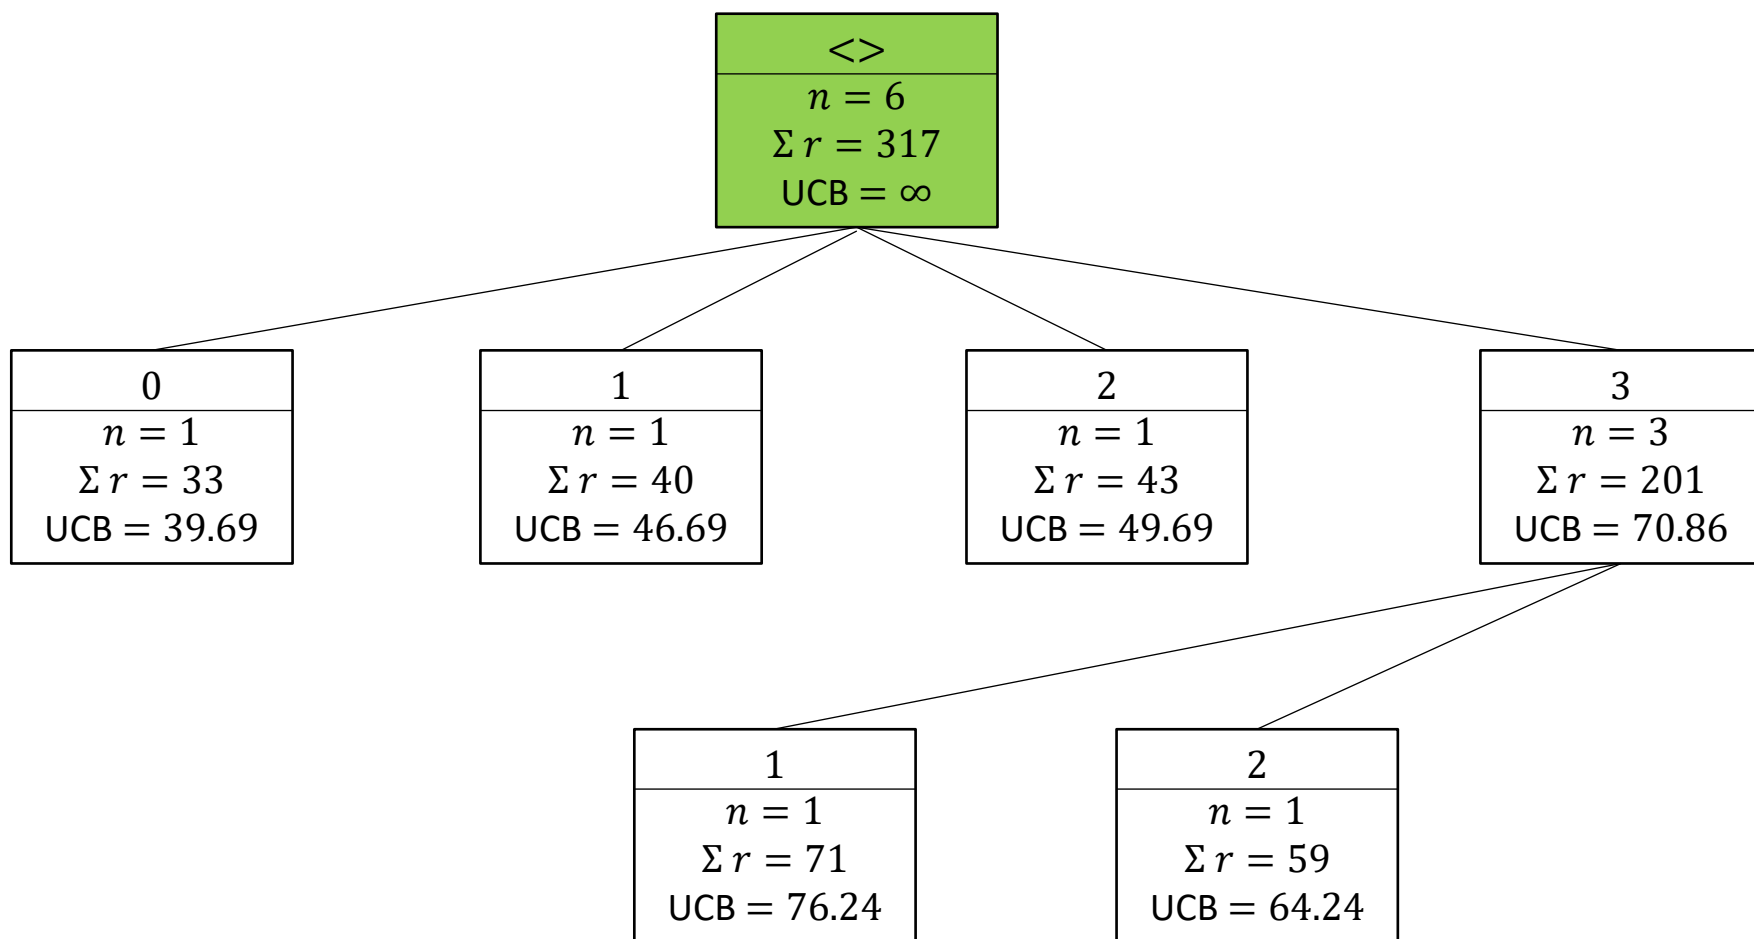 <>
n = 6
Σ r = 317
UCB = ∞
0
n = 1
Σ r = 33
UCB = 39.69
1
n = 1
Σ r = 40
UCB = 46.69
2
n = 1
Σ r = 43
UCB = 49.69
3
n = 3
Σ r = 201
UCB = 70.86
1
n = 1
Σ r = 71
UCB = 76.24
2
n = 1
Σ r = 59
UCB = 64.24